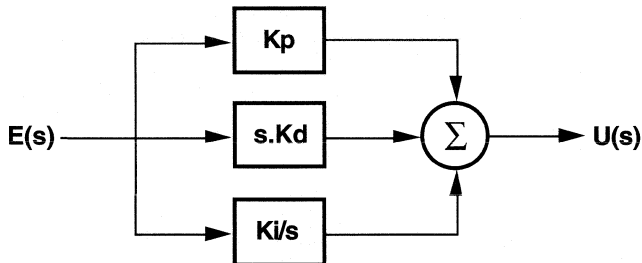 Kp
E(s)
s.Kd
Σ
U(s)
Ki/s